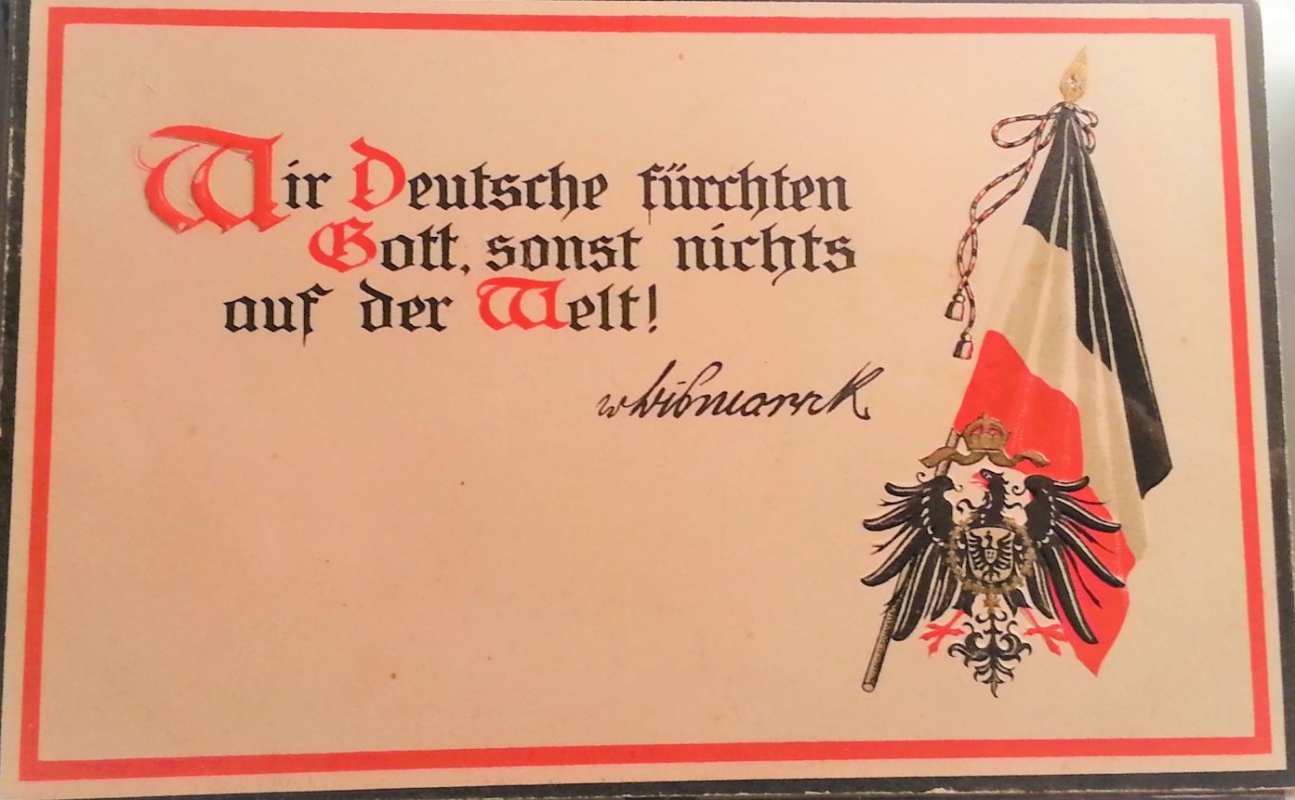 Wir Deutsche fürchten
Gott, sonst nichts
auf der Welt!
v Bismarck